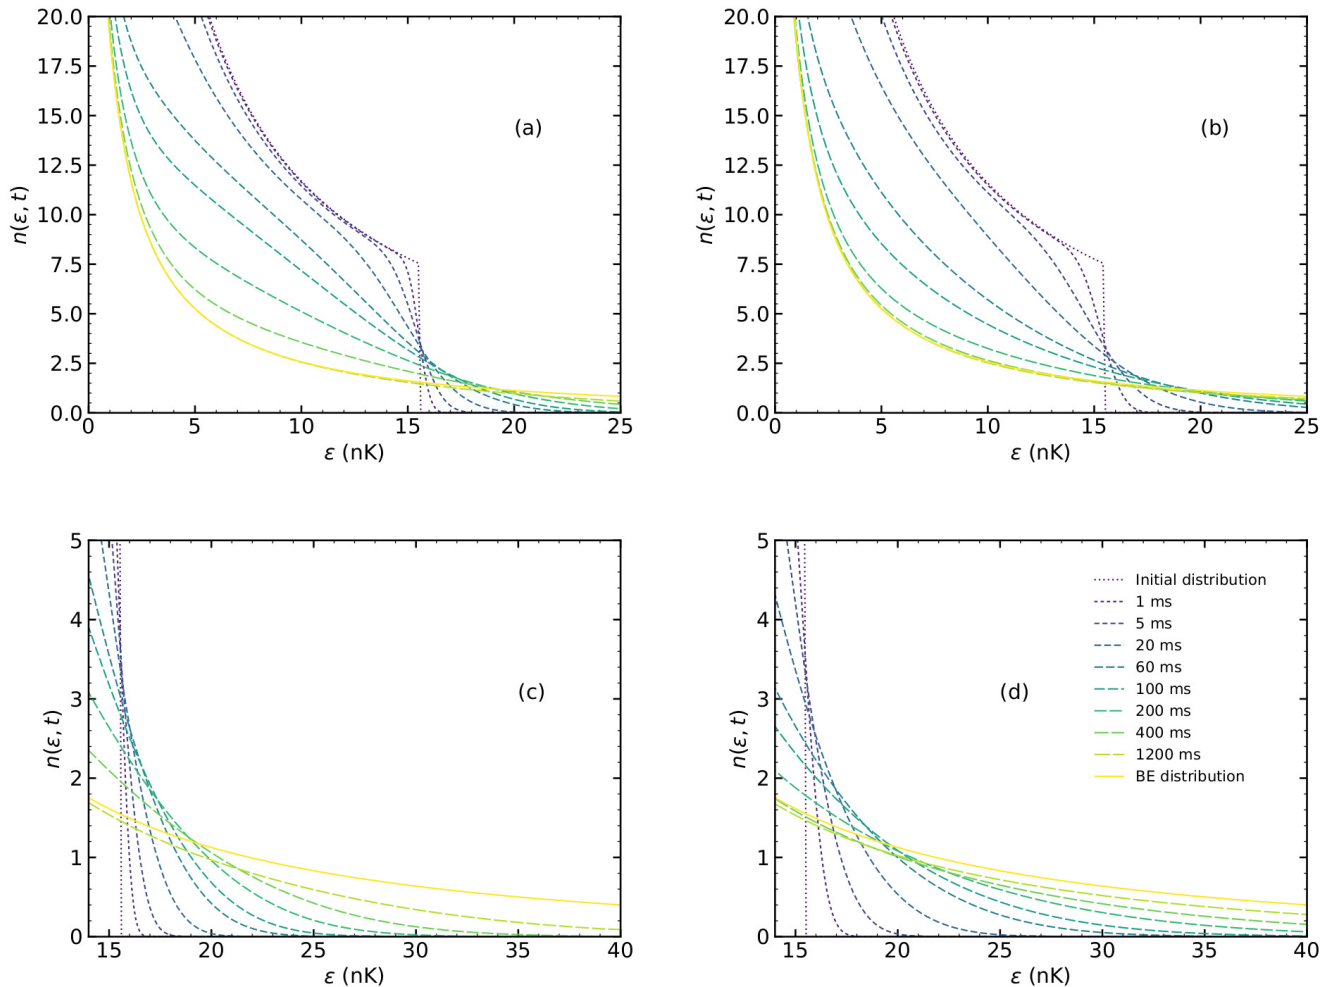 20.0
17.5
15.0
12.5
10.0
7.5
5.0
2.5
0.0
n(ε, t)
(a)
0 5 10 15 20 25
ε (nK)
20.0
17.5
15.0
12.5
10.0
7.5
5.0
2.5
0.0
n(ε, t)
(b)
0 5 10 15 20 25
ε (nK)
5
4
3
2
1
0
n(ε, t)
(c)
15 20 25 30 35 40
ε (nK)
5
4
3
2
1
0
n(ε, t)
(d)
Initial distribution
1 ms
5 ms
20 ms
60 ms
100 ms
200 ms
400 ms
1200 ms
BE distribution
15 20 25 30 35 40
ε (nK)